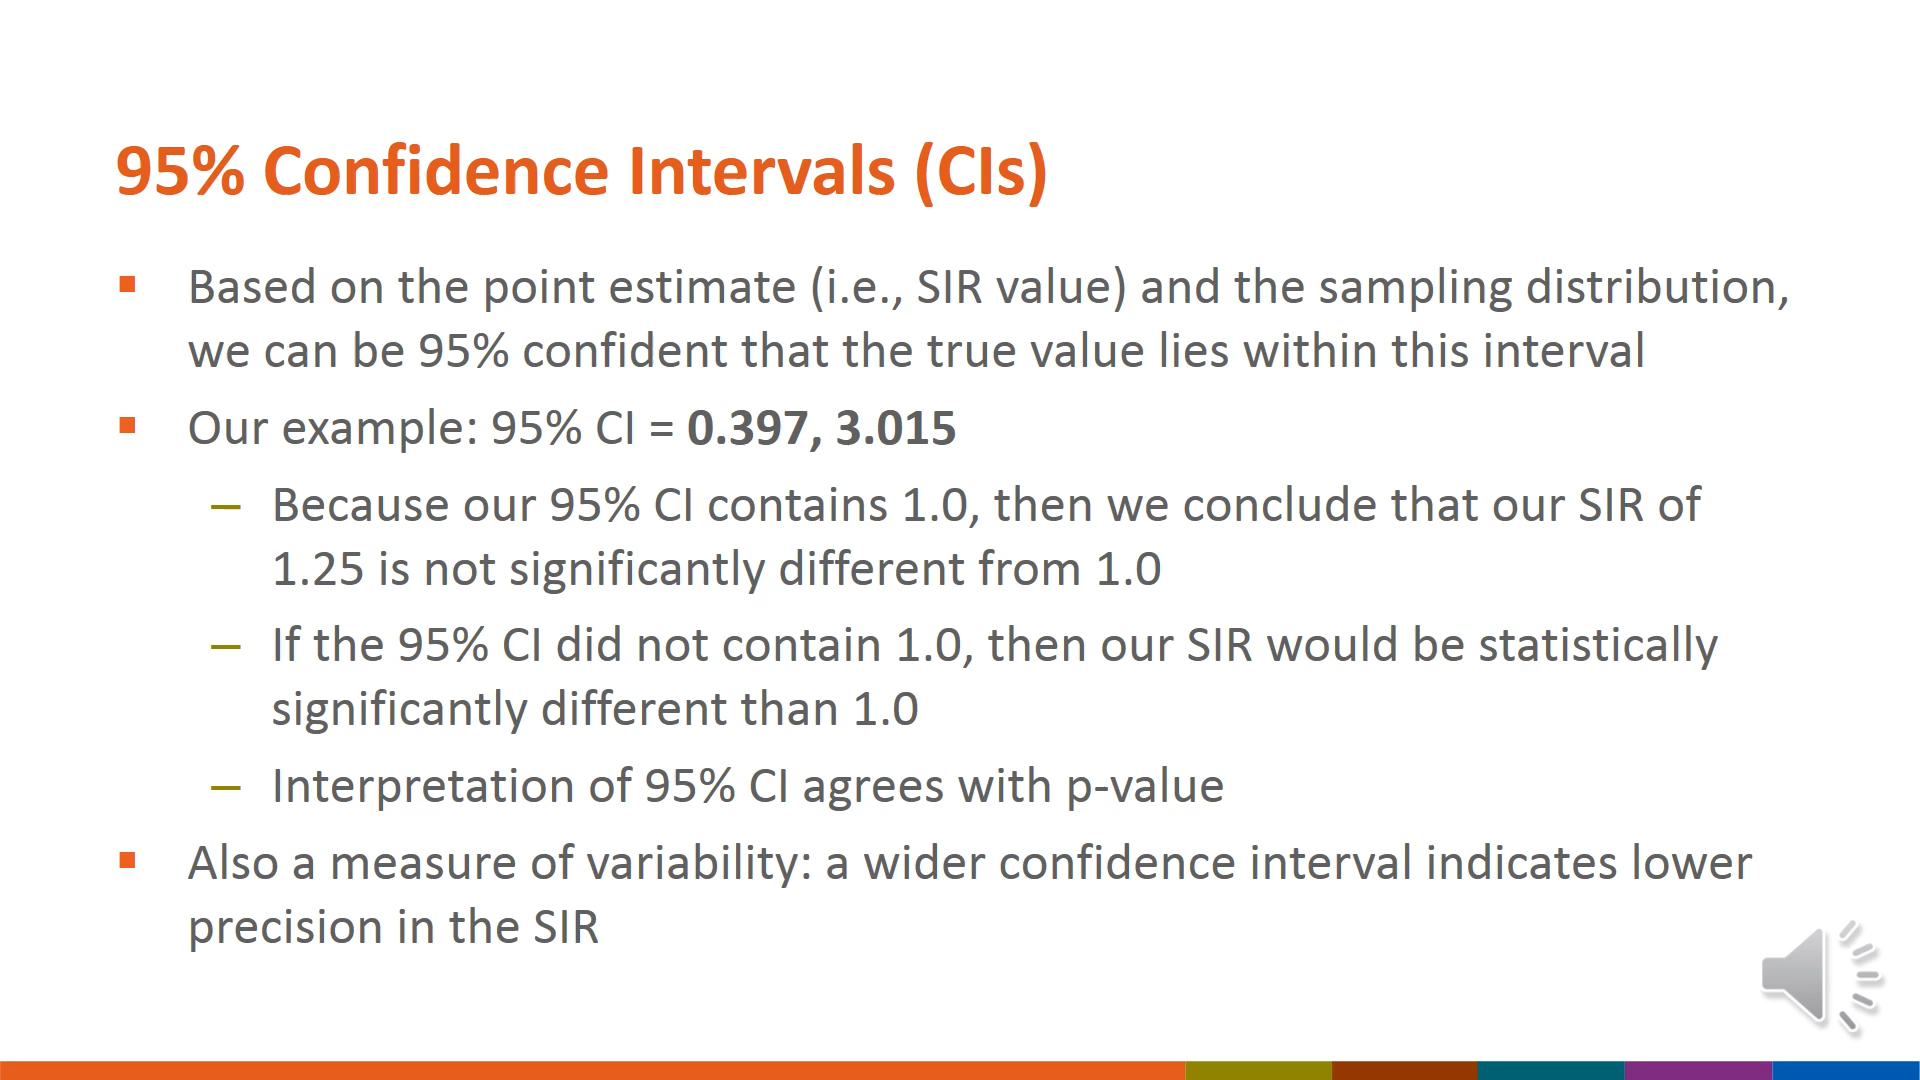 95% Confidence Intervals (CIs)
▪ Based on the point estimate (i.e., SIR value) and the sampling distribution,
we can be 95% confident that the true value lies within this interval
▪ Our example: 95% CI = 0.397, 3.015
– Because our 95% CI contains 1.0, then we conclude that our SIR of
1.25 is not significantly different from 1.0
– If the 95% CI did not contain 1.0, then our SIR would be statistically
significantly different than 1.0
– Interpretation of 95% CI agrees with p-value
▪ Also a measure of variability: a wider confidence interval indicates lower
precision in the SIR